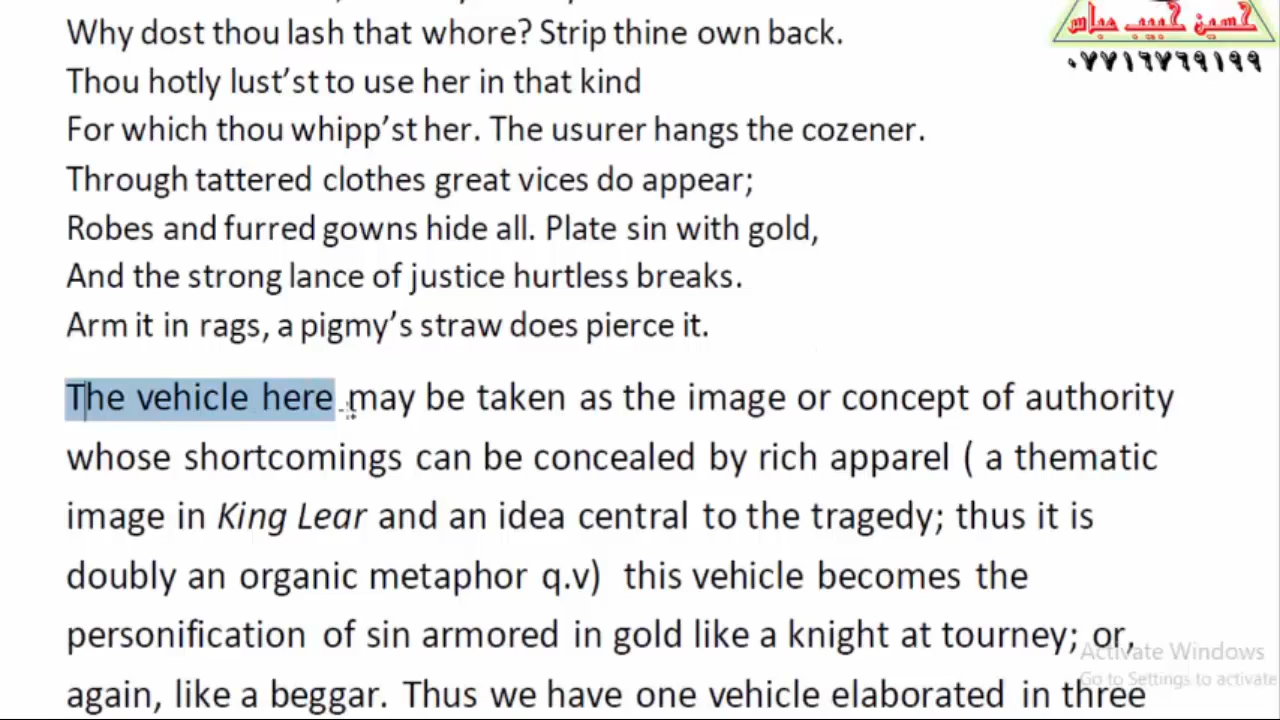 Why dost thou lash that whore? Strip thine own back.
حسين حبيب عباس
Thou hotly lust’st to use her in that kind
٠٧٧١٦٧٦٩١٩٩
For which thou whipp’st her. The usurer hangs the cozener.
Through tattered clothes great vices do appear;
Robes and furred gowns hide all. Plate sin with gold,
And the strong lance of justice hurtless breaks.
Arm it in rags, a pigmy’s straw does pierce it.
The vehicle here may be taken as the image or concept of authority
whose shortcomings can be concealed by rich apparel ( a thematic
image in King Lear and an idea central to the tragedy; thus it is
doubly an organic metaphor q.v) this vehicle becomes the
personification of sin armored in gold like a knight at tourney; or,
Activate Windows
Go to Settings to activate
again, like a beggar. Thus we have one vehicle elaborated in three